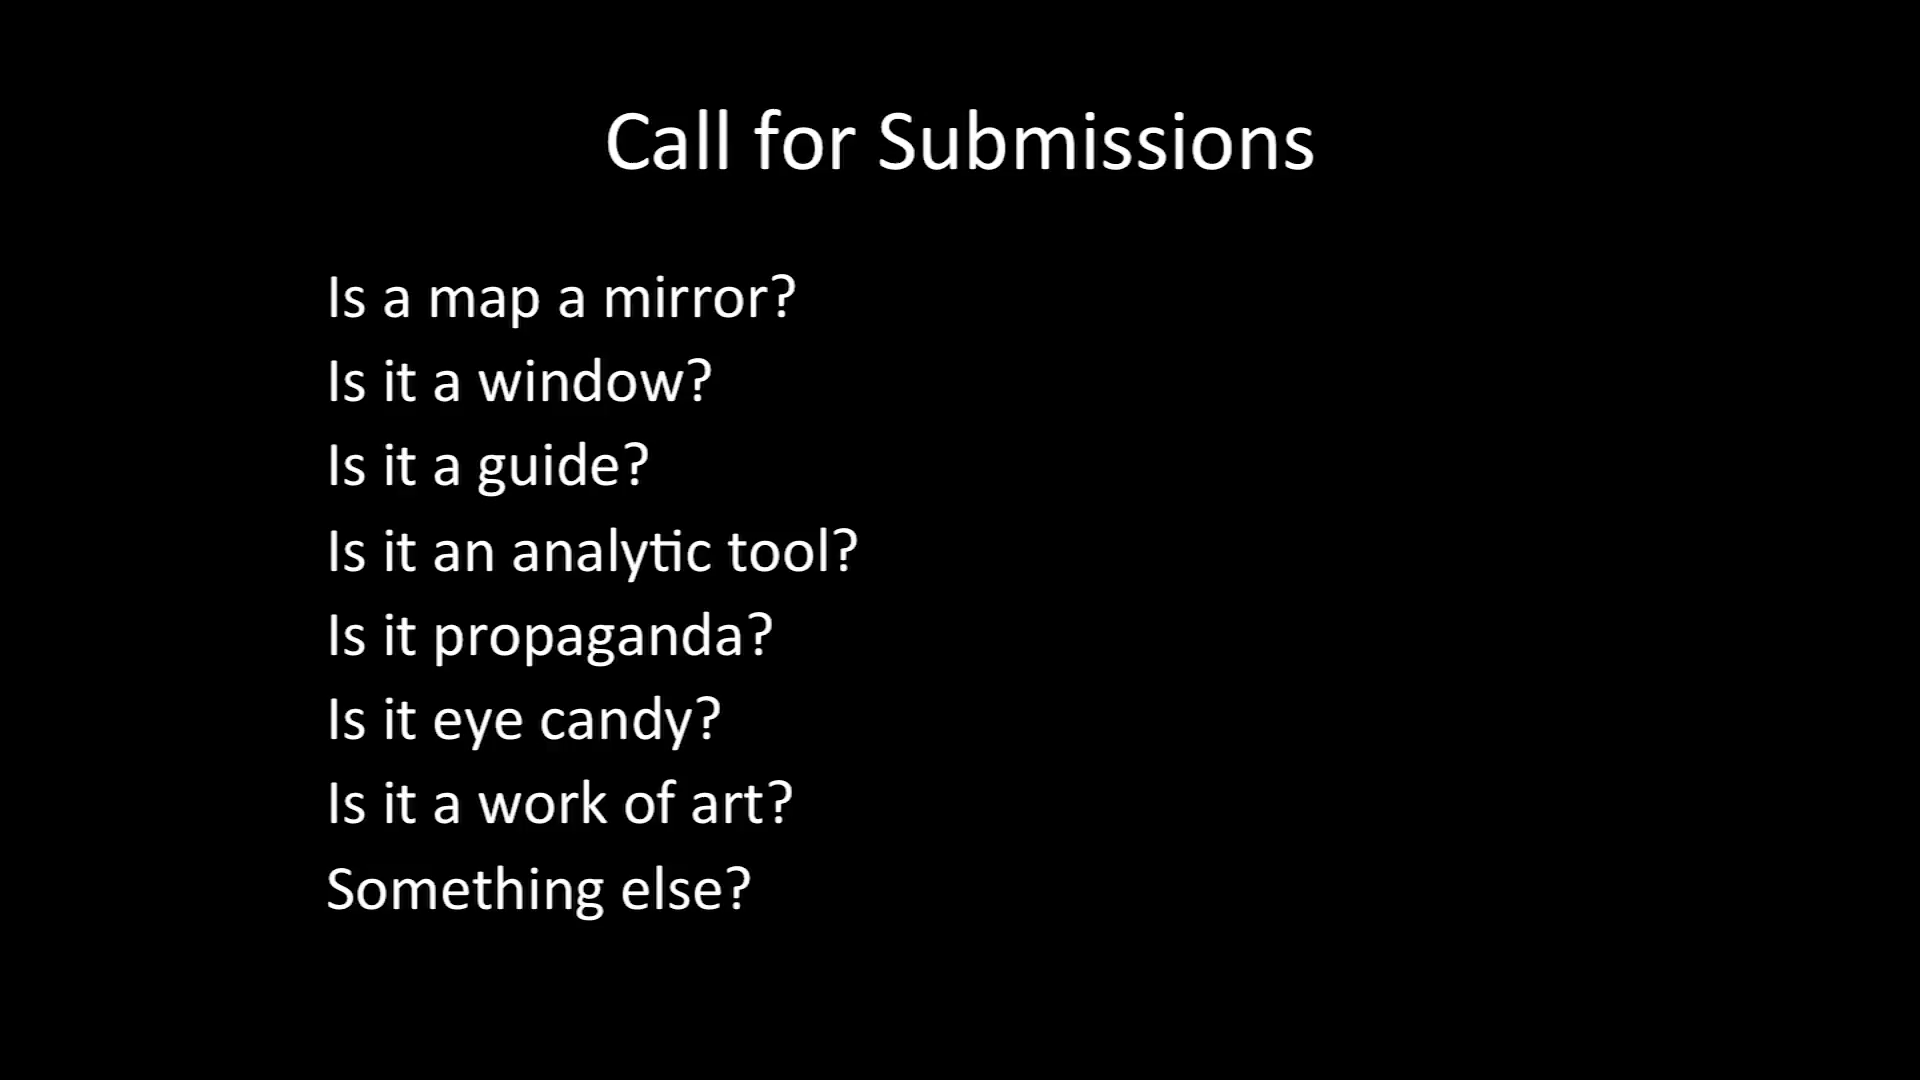 Call for Submissions
Is a map a mirror?
Is it a window?
Is it a guide?
Is it an analytic tool?
Is it propaganda?
Is it eye candy?
Is it a work of art?
Something else?